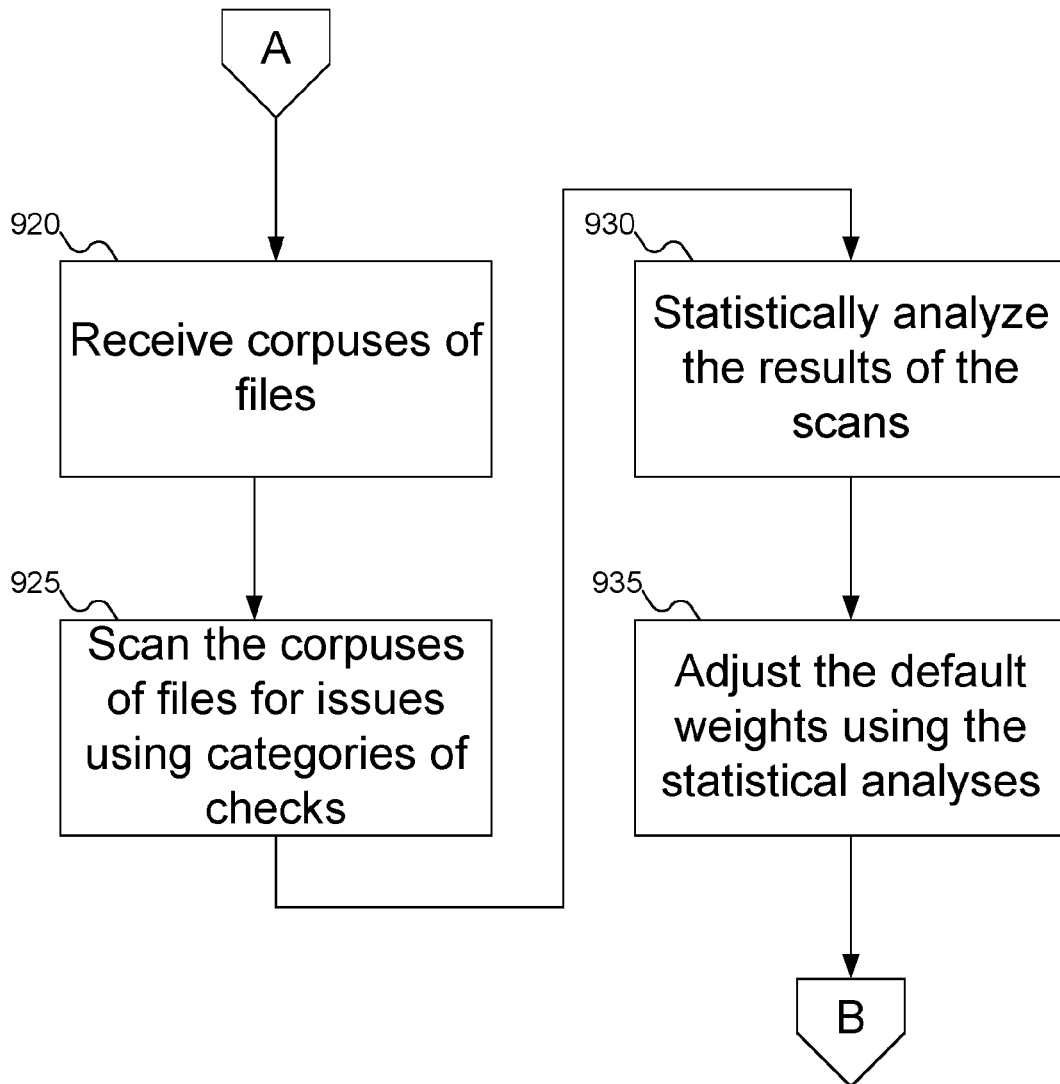 A
920
Receive corpuses of
files
925
Scan the corpuses
of files for issues
using categories of
checks
930
Statistically analyze
the results of the
scans
935
Adjust the default
weights using the
statistical analyses
B